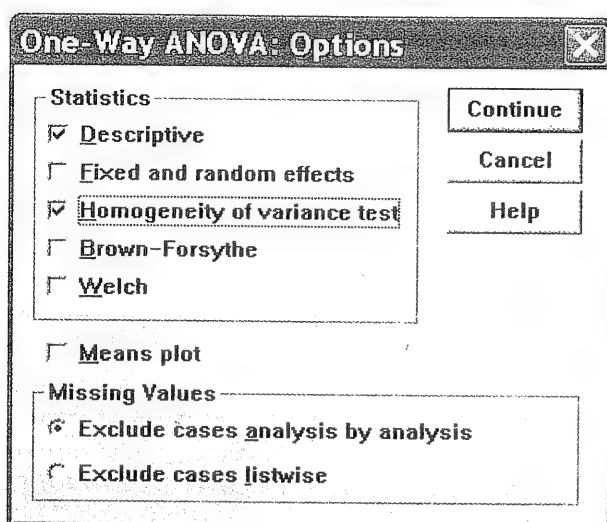 One-Way ANOVA: Options
Statistics
Descriptive
Fixed and random effects
Homogeneity of variance test
Brown-Forsythe
Welch
Means plot
Missing Values
Exclude cases analysis by analysis
Exclude cases listwise
Continue
Cancel
Help